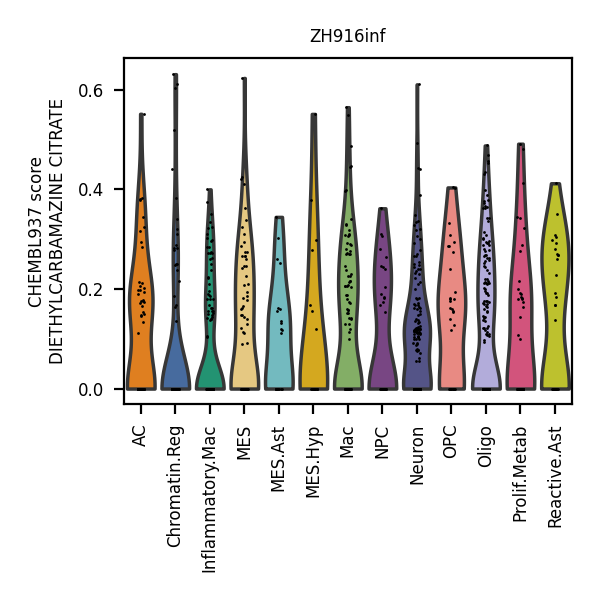 ZH916inf
CHEMBL937 score
DIETHYLCARBAMAZINE CITRATE
0.6
0.4
0.2
0.0
AC
Chromatin.Reg
Inflammatory.Mac
MES
MES.Ast
MES.Hyp
Mac
NPC
Neuron
OPC
Oligo
Prolif.Metab
Reactive.Ast